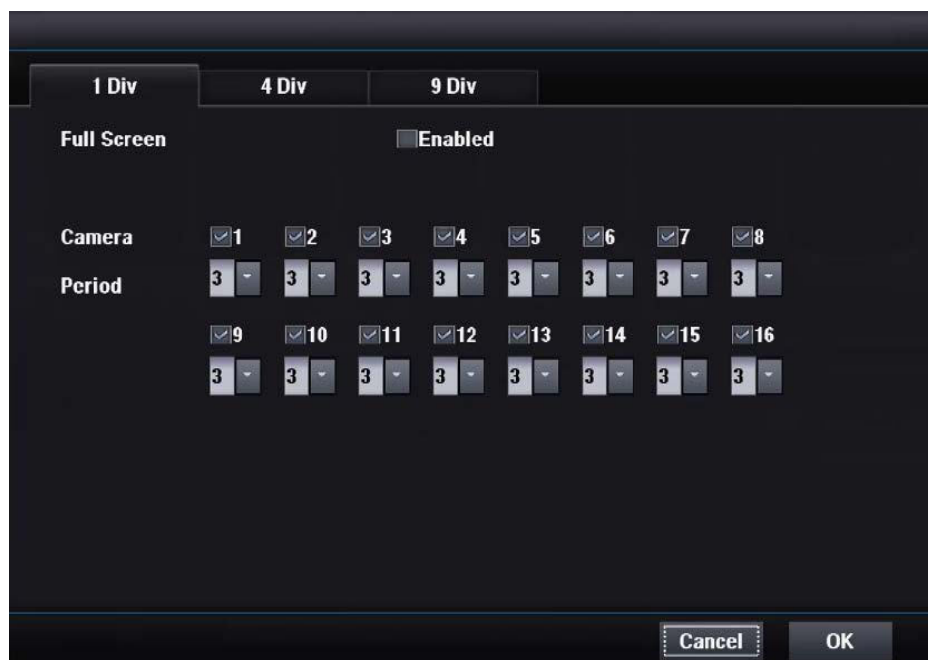 1 Div 4 Div 9 Div
Full Screen Enabled
Camera 1 2 3 4 5 6 7 8
Period 3 3 3 3 3 3 3 3
9 10 11 12 13 14 15 16
3 3 3 3 3 3 3 3
Cancel OK